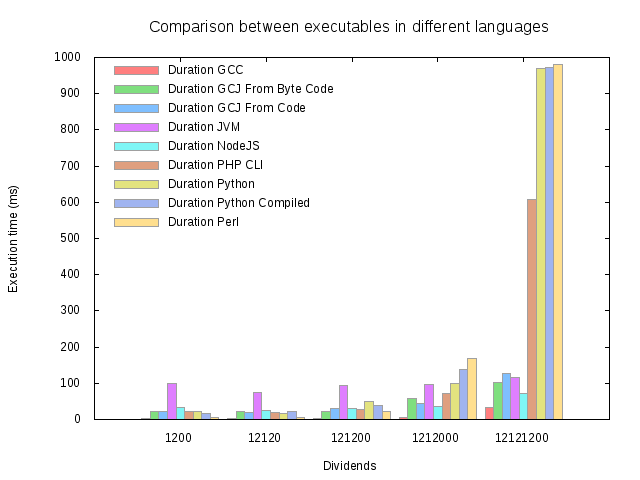 Comparison between executables in different languages
1000
900
800
700
600
500
400
300
200
100
0
Execution time (ms)
Duration GCC
Duration GCJ From Byte Code
Duration GCJ From Code
Duration JVM
Duration NodeJS
Duration PHP CLI
Duration Python
Duration Python Compiled
Duration Perl
1200 12120 121200 1212000 12121200
Dividends